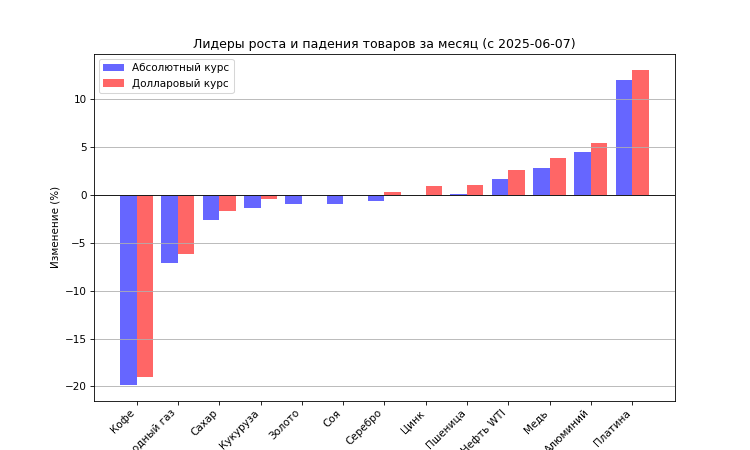 Лидеры роста и падения товаров за месяц (с 2025-06-07)
Абсолютный курс
Долларовый курс
Изменение (%)
10
5
0
−5
−10
−15
−20
Кофе
одный газ
Сахар
Кукуруза
Золото
Соя
Серебро
Цинк
Пшеница
Нефть WTI
Медь
Алюминий
Платина